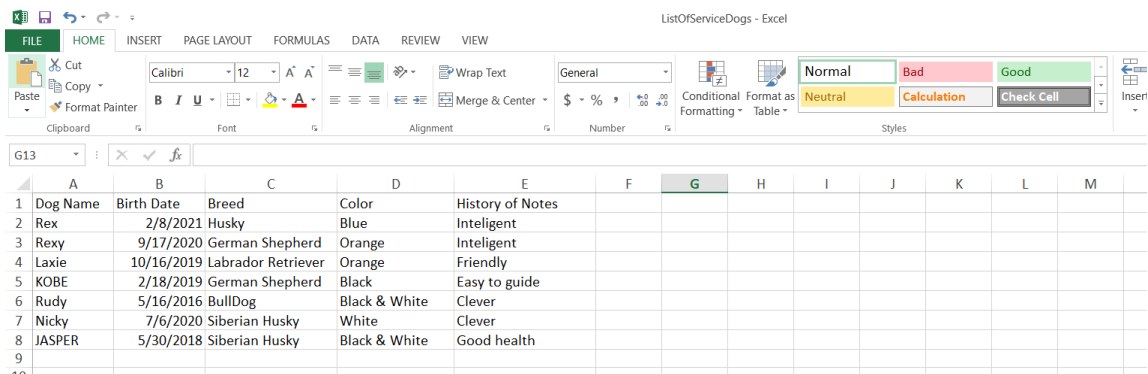 ListOfServiceDogs - Excel
FILE HOME INSERT PAGE LAYOUT FORMULAS DATA REVIEW VIEW
Cut
Copy
Format Painter
Paste
Clipboard
Calibri 12 A A
B I U A
Font
Wrap Text
Merge & Center
Alignment
General
$ % , .0 .00 .00 .0
Number
Conditional Formatting
Format as Table
Normal Bad Good
Neutral Calculation Check Cell
Styles
Insert
G13 fx
A B C D E F G H I J K L M
1 Dog Name Birth Date Breed Color History of Notes
2 Rex 2/8/2021 Husky Blue Inteligent
3 Rexy 9/17/2020 German Shepherd Orange Inteligent
4 Laxie 10/16/2019 Labrador Retriever Orange Friendly
5 KOBE 2/18/2019 German Shepherd Black Easy to guide
6 Rudy 5/16/2016 BullDog Black & White Clever
7 Nicky 7/6/2020 Siberian Husky White Clever
8 JASPER 5/30/2018 Siberian Husky Black & White Good health
9